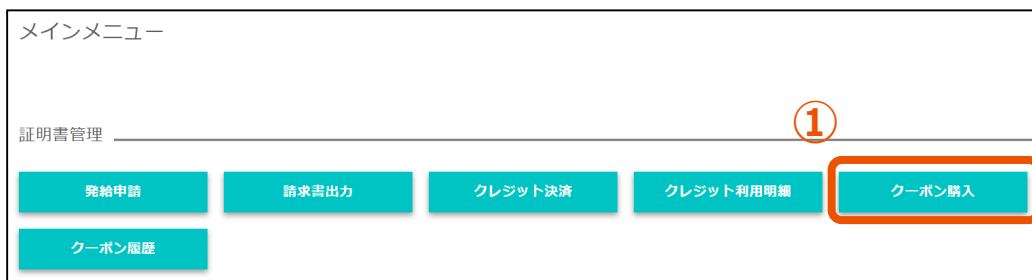 メインメニュー
①
証明書管理
発給申請 請求書出力 クレジット決済 クレジット利用明細 クーポン購入
クーポン履歴